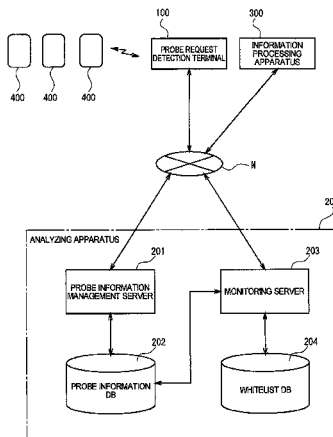 100
300
PROBE REQUEST
DETECTION TERMINAL
INFORMATION
PROCESSING
APPARATUS
400
400
400
N
ANALYZING APPARATUS
201
203
PROBE INFORMATION
MANAGEMENT SERVER
MONITORING SERVER
202
204
PROBE INFORMATION
DB
WHITELIST DB